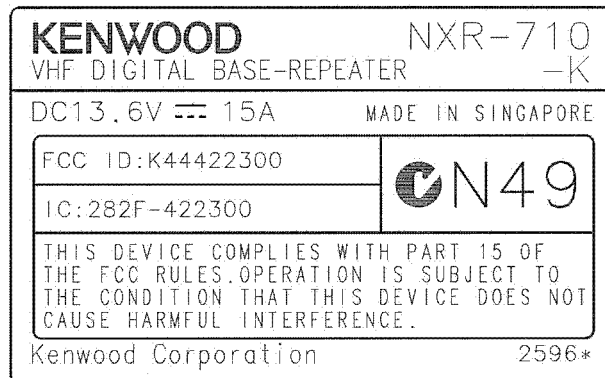 KENWOOD NXR-710
VHF DIGITAL BASE-REPEATER -K
DC13.6V ⎓ 15A MADE IN SINGAPORE
FCC ID:K44422300
IC:282F-422300
N49
THIS DEVICE COMPLIES WITH PART 15 OF
THE FCC RULES.OPERATION IS SUBJECT TO
THE CONDITION THAT THIS DEVICE DOES NOT
CAUSE HARMFUL INTERFERENCE.
Kenwood Corporation 2596*